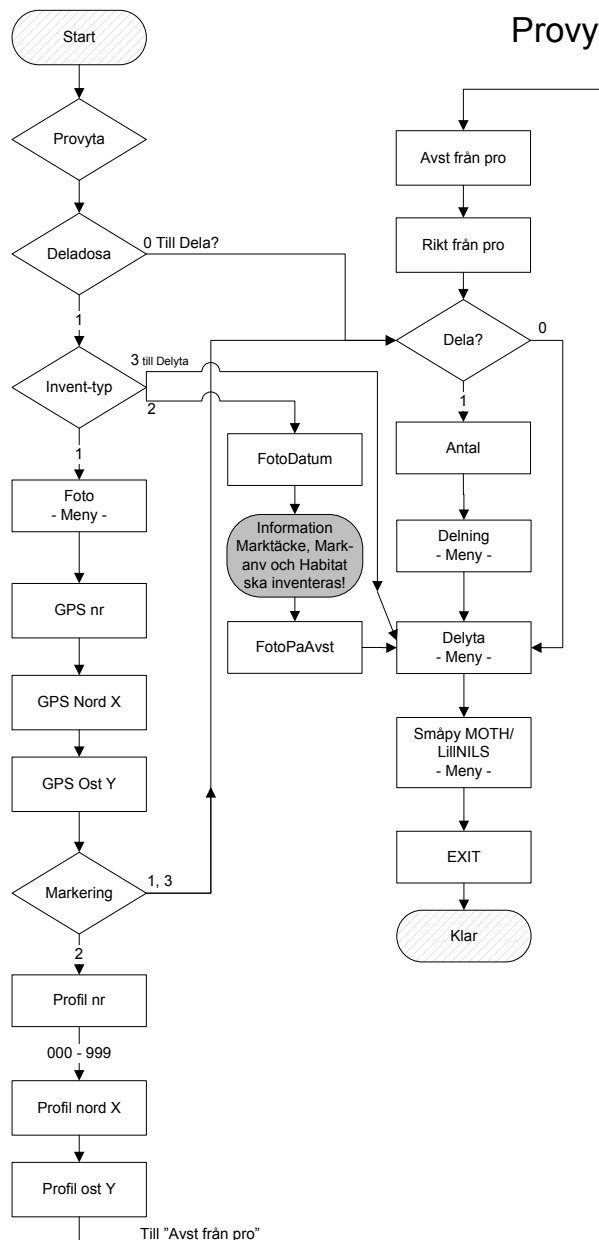 Provy
Start
Provyta
Deladosa
0 Till Dela?
1
Invent-typ
3 till Delyta
2
1
Foto
- Meny -
GPS nr
GPS Nord X
GPS Ost Y
Markering
1, 3
2
Profil nr
000 - 999
Profil nord X
Profil ost Y
Till "Avst från pro"
FotoDatum
Information
Marktäcke, Mark-
anv och Habitat
ska inventeras!
FotoPaAvst
Avst från pro
Rikt från pro
Dela?
0
1
Antal
Delning
- Meny -
Delyta
- Meny -
Småpy MOTH/
LillNILS
- Meny -
EXIT
Klar